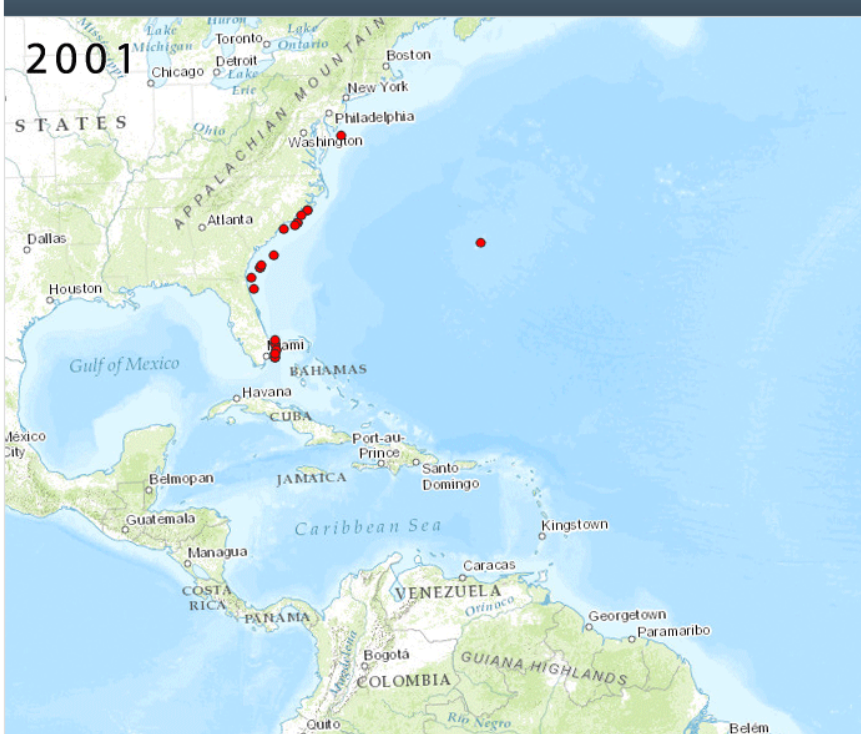 2001
Mississippi
Lake
Michigan
Huron
Toronto
Lake
Ontario
Boston
Chicago
Detroit
Lake
Erie
New York
STATES
Ohio
APPALACHIAN MOUNTAIN
Philadelphia
Washington
Atlanta
Dallas
Houston
Miami
Gulf of Mexico
BAHAMAS
Havana
CUBA
México
City
Port-au-
Prince
Santo
Domingo
Belmopan
JAMAICA
Guatemala
Caribbean Sea
Kingstown
Managua
Caracas
COSTA
RICA
VENEZUELA
Orinoco
PANAMA
Georgetown
Paramaribo
Magdalena
Bogotá
GUIANA HIGHLANDS
COLOMBIA
Quito
Río Negro
Belém